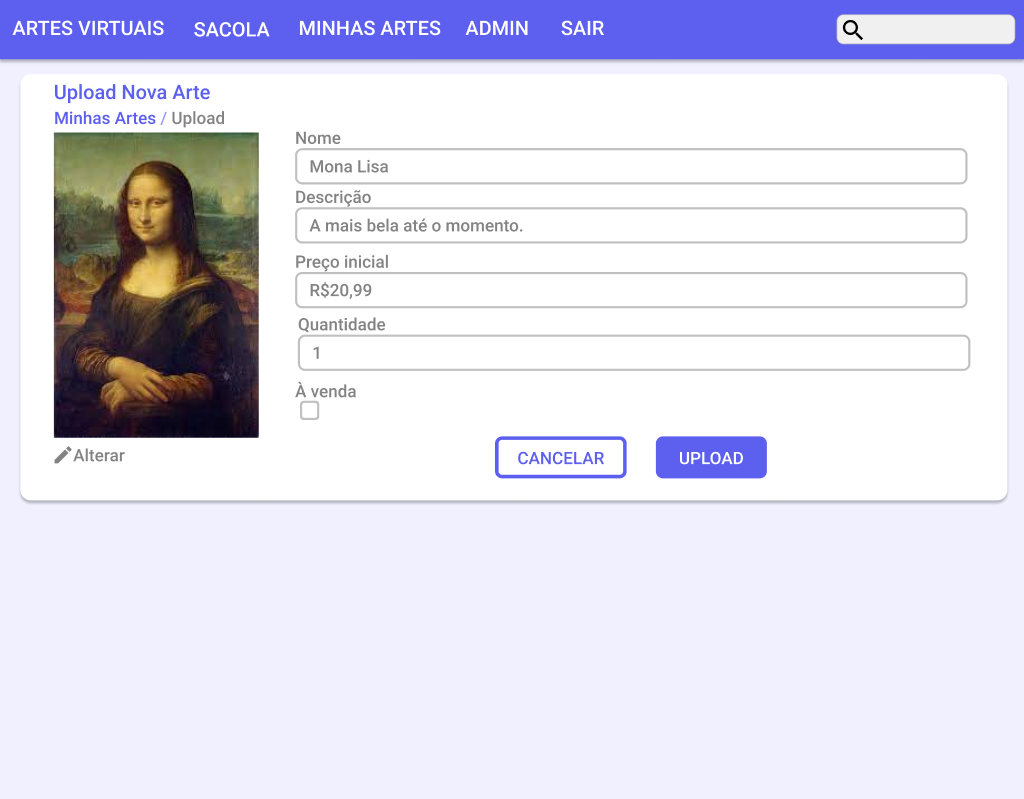 ARTES VIRTUAIS SACOLA MINHAS ARTES ADMIN SAIR
Upload Nova Arte
Minhas Artes / Upload
Nome
Mona Lisa
Descrição
A mais bela até o momento.
Preço inicial
R$20,99
Quantidade
1
À venda
Alterar
CANCELAR UPLOAD